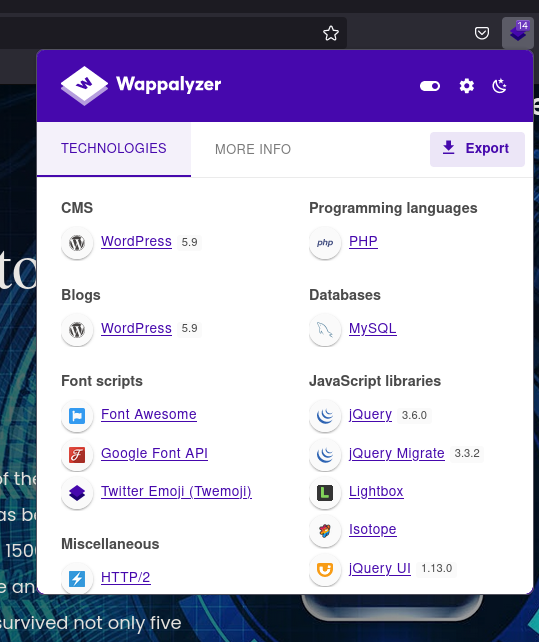 14
Wappalyzer
TECHNOLOGIES
MORE INFO
Export
CMS
WordPress 5.9
Blogs
WordPress 5.9
Font scripts
Font Awesome
Google Font API
Twitter Emoji (Twemoji)
Miscellaneous
HTTP/2
Programming languages
php PHP
Databases
MySQL
JavaScript libraries
jQuery 3.6.0
jQuery Migrate 3.3.2
L Lightbox
Isotope
jQuery UI 1.13.0
to
of the
as be
1500
e an
survived not only five